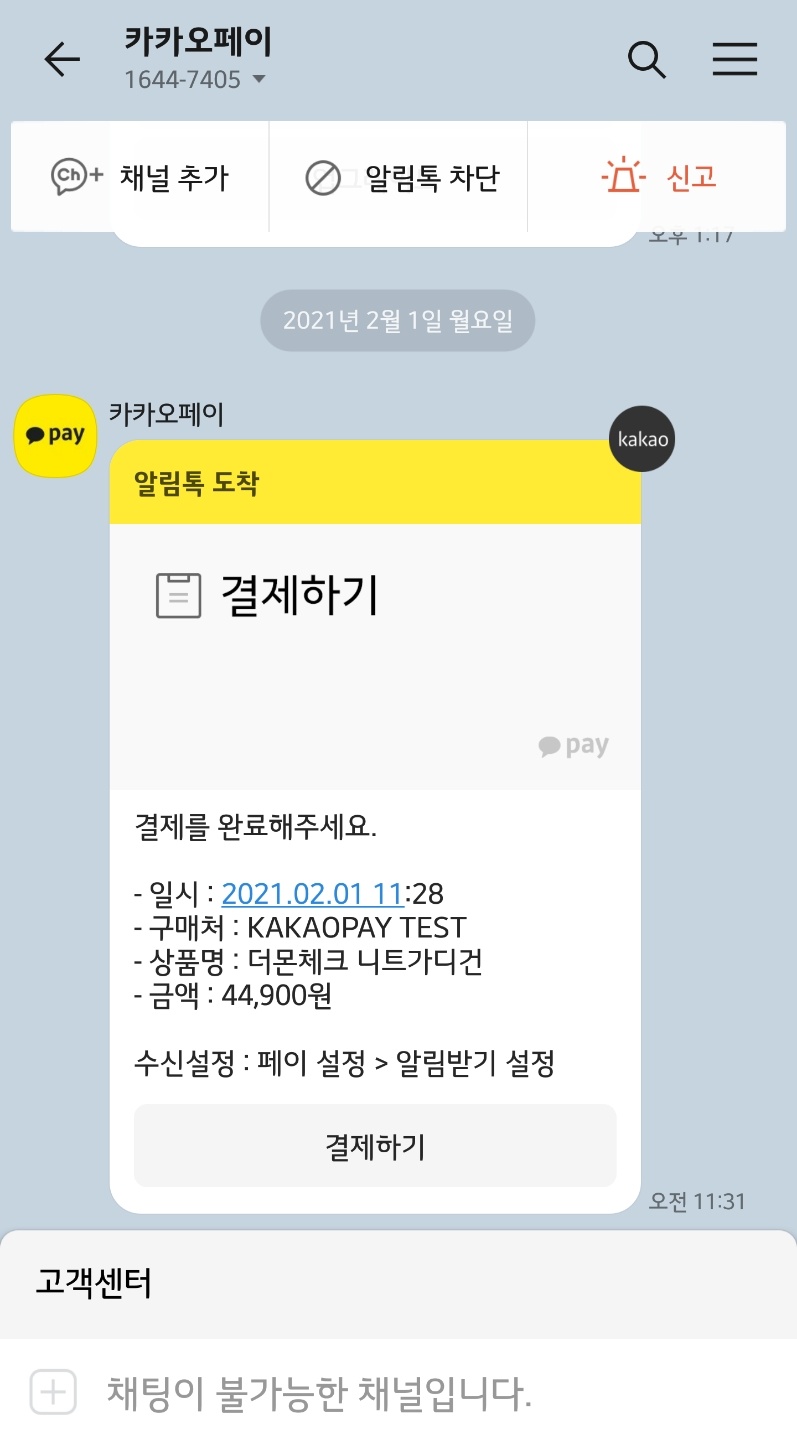 카카오페이
1644-7405
Ch+ 채널 추가
알림톡 차단
신고
오후 1:17
2021년 2월 1일 월요일
pay
카카오페이
kakao
알림톡 도착
결제하기
pay
결제를 완료해주세요.
- 일시 : 2021.02.01 11:28
- 구매처 : KAKAOPAY TEST
- 상품명 : 더몬체크 니트가디건
- 금액 : 44,900원
수신설정 : 페이 설정 > 알림받기 설정
결제하기
오전 11:31
고객센터
채팅이 불가능한 채널입니다.